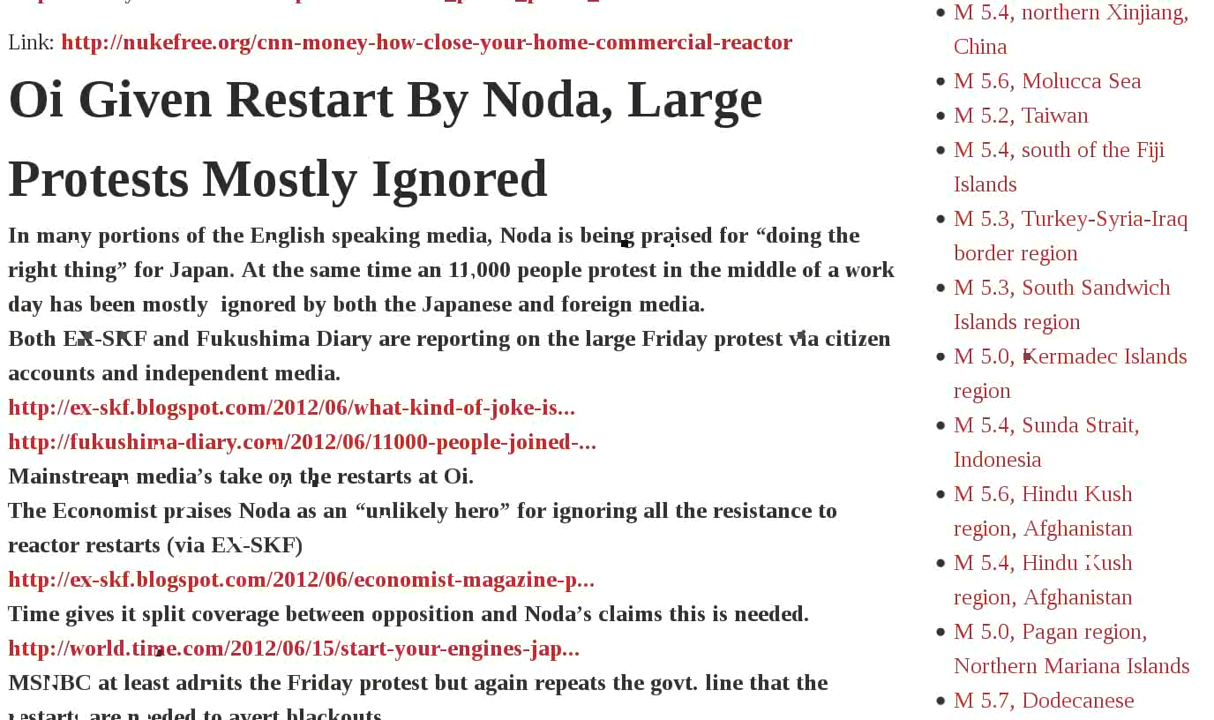 Link: http://nukefree.org/cnn-money-how-close-your-home-commercial-reactor
Oi Given Restart By Noda, Large
Protests Mostly Ignored
In many portions of the English speaking media, Noda is being praised for “doing the
right thing” for Japan. At the same time an 11,000 people protest in the middle of a work
day has been mostly  ignored by both the Japanese and foreign media.
Both EX-SKF and Fukushima Diary are reporting on the large Friday protest via citizen
accounts and independent media.
http://ex-skf.blogspot.com/2012/06/what-kind-of-joke-is...
http://fukushima-diary.com/2012/06/11000-people-joined-...
Mainstream media’s take on the restarts at Oi.
The Economist praises Noda as an “unlikely hero” for ignoring all the resistance to
reactor restarts (via EX-SKF)
http://ex-skf.blogspot.com/2012/06/economist-magazine-p...
Time gives it split coverage between opposition and Noda’s claims this is needed.
http://world.time.com/2012/06/15/start-your-engines-jap...
MSNBC at least admits the Friday protest but again repeats the govt. line that the
restarts are needed to avert blackouts
M 5.4, northern Xinjiang,
China
M 5.6, Molucca Sea
M 5.2, Taiwan
M 5.4, south of the Fiji
Islands
M 5.3, Turkey-Syria-Iraq
border region
M 5.3, South Sandwich
Islands region
M 5.0, Kermadec Islands
region
M 5.4, Sunda Strait,
Indonesia
M 5.6, Hindu Kush
region, Afghanistan
M 5.4, Hindu Kush
region, Afghanistan
M 5.0, Pagan region,
Northern Mariana Islands
M 5.7, Dodecanese